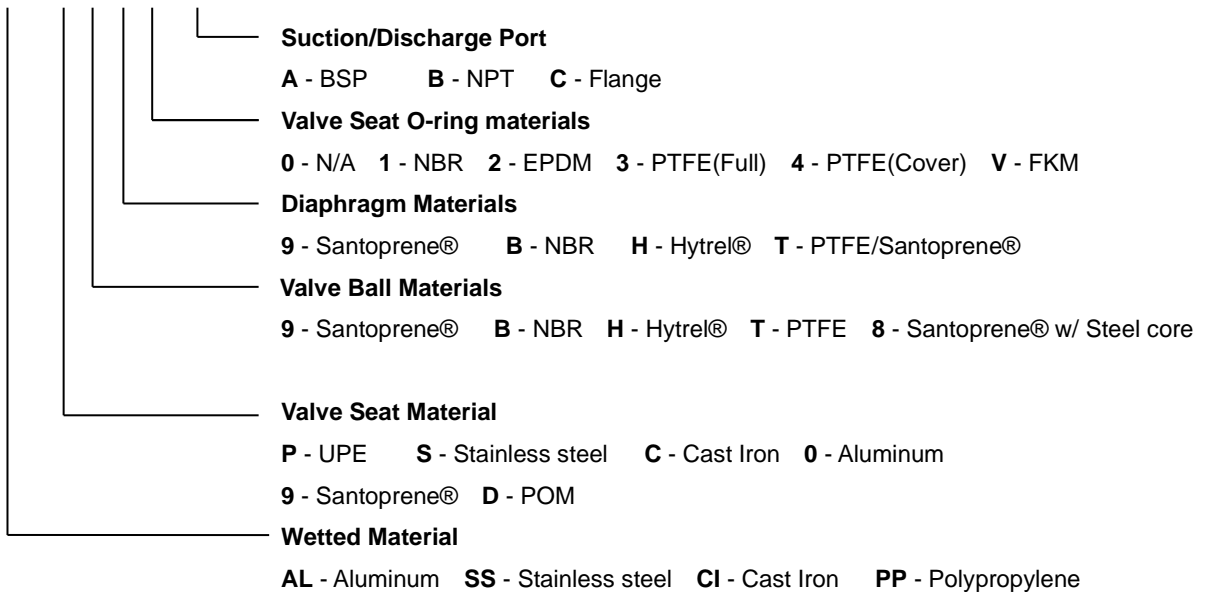 Suction/Discharge Port
A - BSP B - NPT C - Flange
Valve Seat O-ring materials
0 - N/A 1 - NBR 2 - EPDM 3 - PTFE(Full) 4 - PTFE(Cover) V - FKM
Diaphragm Materials
9 - Santoprene® B - NBR H - Hytrel® T - PTFE/Santoprene®
Valve Ball Materials
9 - Santoprene® B - NBR H - Hytrel® T - PTFE 8 - Santoprene® w/ Steel core
Valve Seat Material
P - UPE S - Stainless steel C - Cast Iron 0 - Aluminum
9 - Santoprene® D - POM
Wetted Material
AL - Aluminum SS - Stainless steel CI - Cast Iron PP - Polypropylene